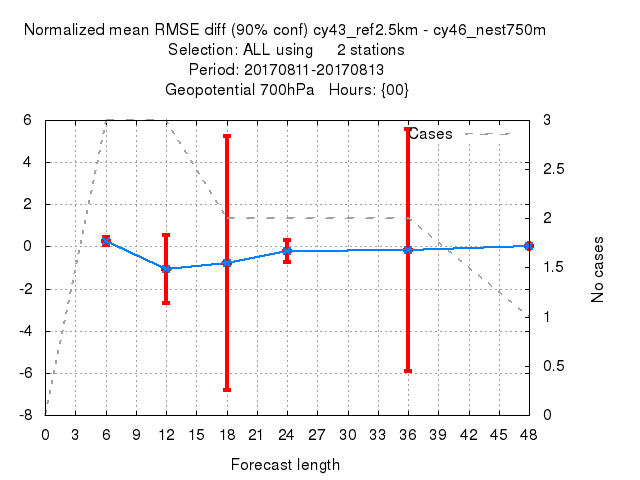 Normalized mean RMSE diff (90% conf) cy43_ref2.5km - cy46_nest750m
Selection: ALL using 2 stations
Period: 20170811-20170813
Geopotential 700hPa Hours: {00}
Cases
6
4
2
0
-2
-4
-6
-8
3
2.5
2
1.5
1
0.5
0
No cases
0 3 6 9 12 15 18 21 24 27 30 33 36 39 42 45 48
Forecast length